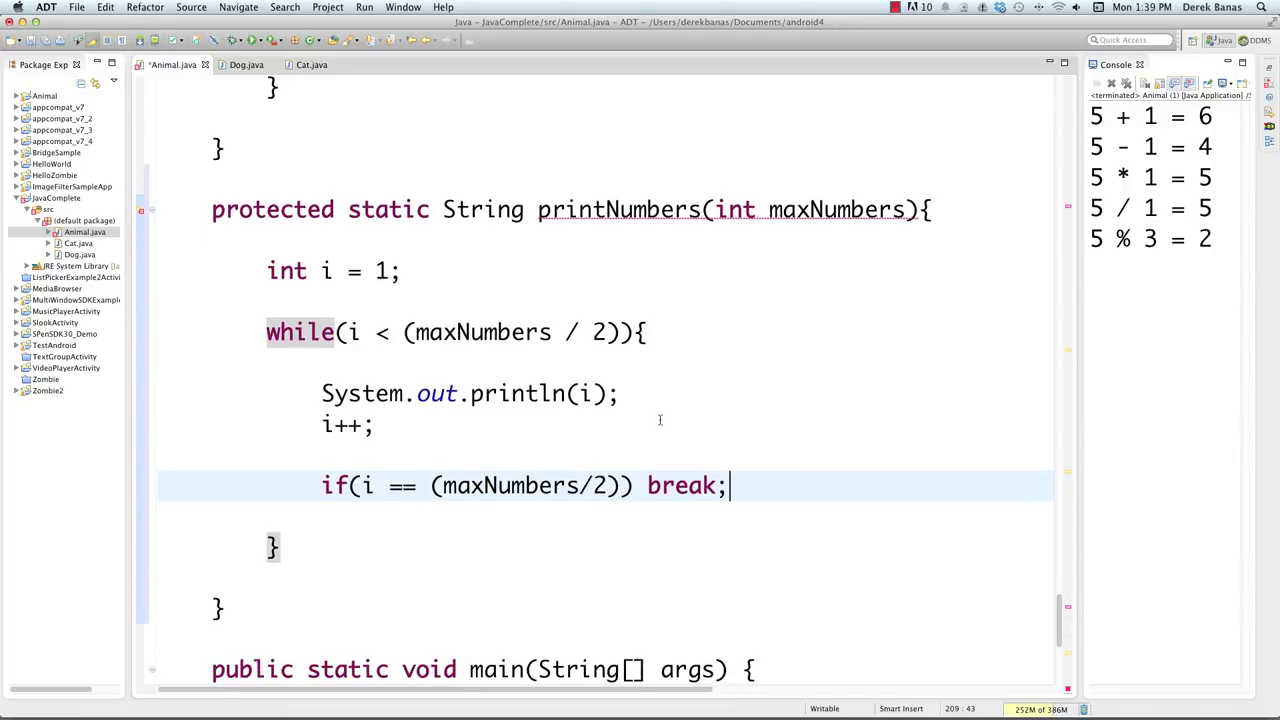 ADT File Edit Refactor Source Navigate Search Project Run Window Help 10 Mon 1:39 PM Derek Banas
Java - JavaComplete/src/Animal.java - ADT - /Users/derekbanas/Documents/android4
Quick Access Java DDMS
Package Exp
Animal
appcompat_v7
appcompat_v7_2
appcompat_v7_3
appcompat_v7_4
BridgeSample
HelloWorld
HelloZombie
ImageFilterSampleApp
JavaComplete
src
(default package)
Animal.java
Cat.java
Dog.java
JRE System Library [Ja
ListPickerExample2Activi
MediaBrowser
MultiWindowSDKExample
MusicPlayerActivity
SlookActivity
SPenSDK30_Demo
TestAndroid
TextGroupActivity
VideoPlayerActivity
Zombie
Zombie2
*Animal.java Dog.java Cat.java
}
}
protected static String printNumbers(int maxNumbers){
int i = 1;
while(i < (maxNumbers / 2)){
System.out.println(i);
i++;
if(i == (maxNumbers/2)) break;
}
}
public static void main(String[] args) {
Console
<terminated> Animal (1) [Java Application] /S
5 + 1 = 6
5 - 1 = 4
5 * 1 = 5
5 / 1 = 5
5 % 3 = 2
Writable Smart Insert 209 : 43 252M of 386M